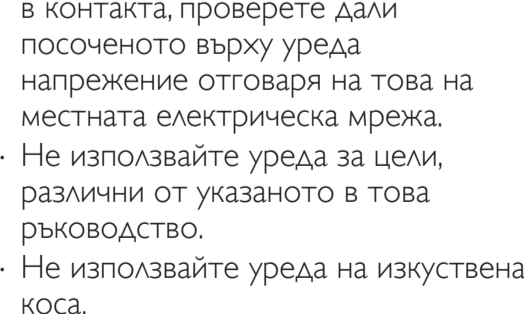 в контакта, проверете дали
посоченото върху уреда
напрежение отговаря на това на
местната електрическа мрежа.
· Не използвайте уреда за цели,
различни от указаното в това
ръководство.
· Не използвайте уреда на изкуствена
коса.